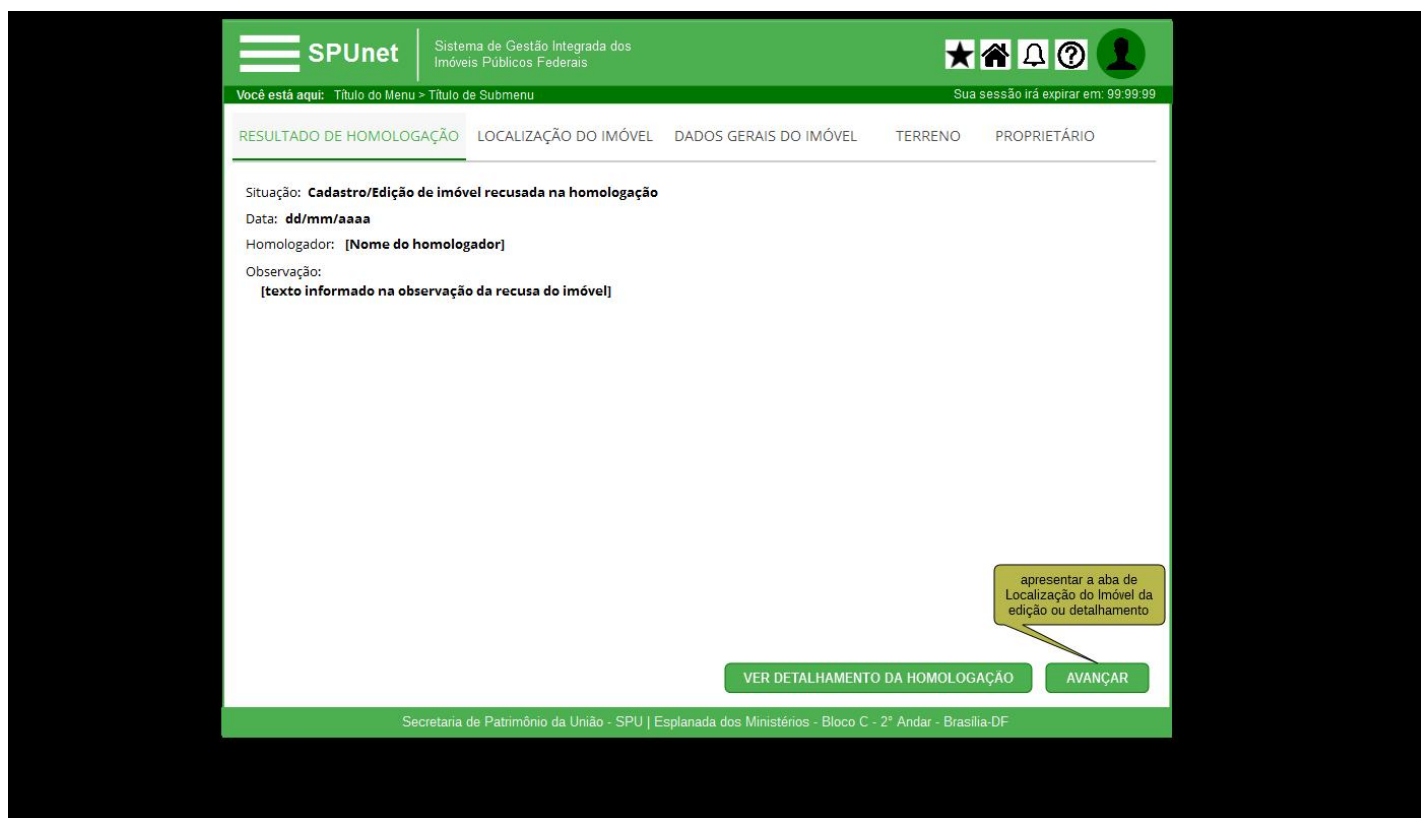 SPUnet
Sistema de Gestão Integrada dos
Imóveis Públicos Federais
Você está aqui: Título do Menu > Título de Submenu
Sua sessão irá expirar em: 99:99:99
RESULTADO DE HOMOLOGAÇÃO
LOCALIZAÇÃO DO IMÓVEL
DADOS GERAIS DO IMÓVEL
TERRENO
PROPRIETÁRIO
Situação: Cadastro/Edição de imóvel recusada na homologação
Data: dd/mm/aaaa
Homologador: [Nome do homologador]
Observação:
[texto informado na observação da recusa do imóvel]
apresentar a aba de
Localização do Imóvel da
edição ou detalhamento
VER DETALHAMENTO DA HOMOLOGAÇÃO
AVANÇAR
Secretaria de Patrimônio da União - SPU | Esplanada dos Ministérios - Bloco C - 2° Andar - Brasília-DF